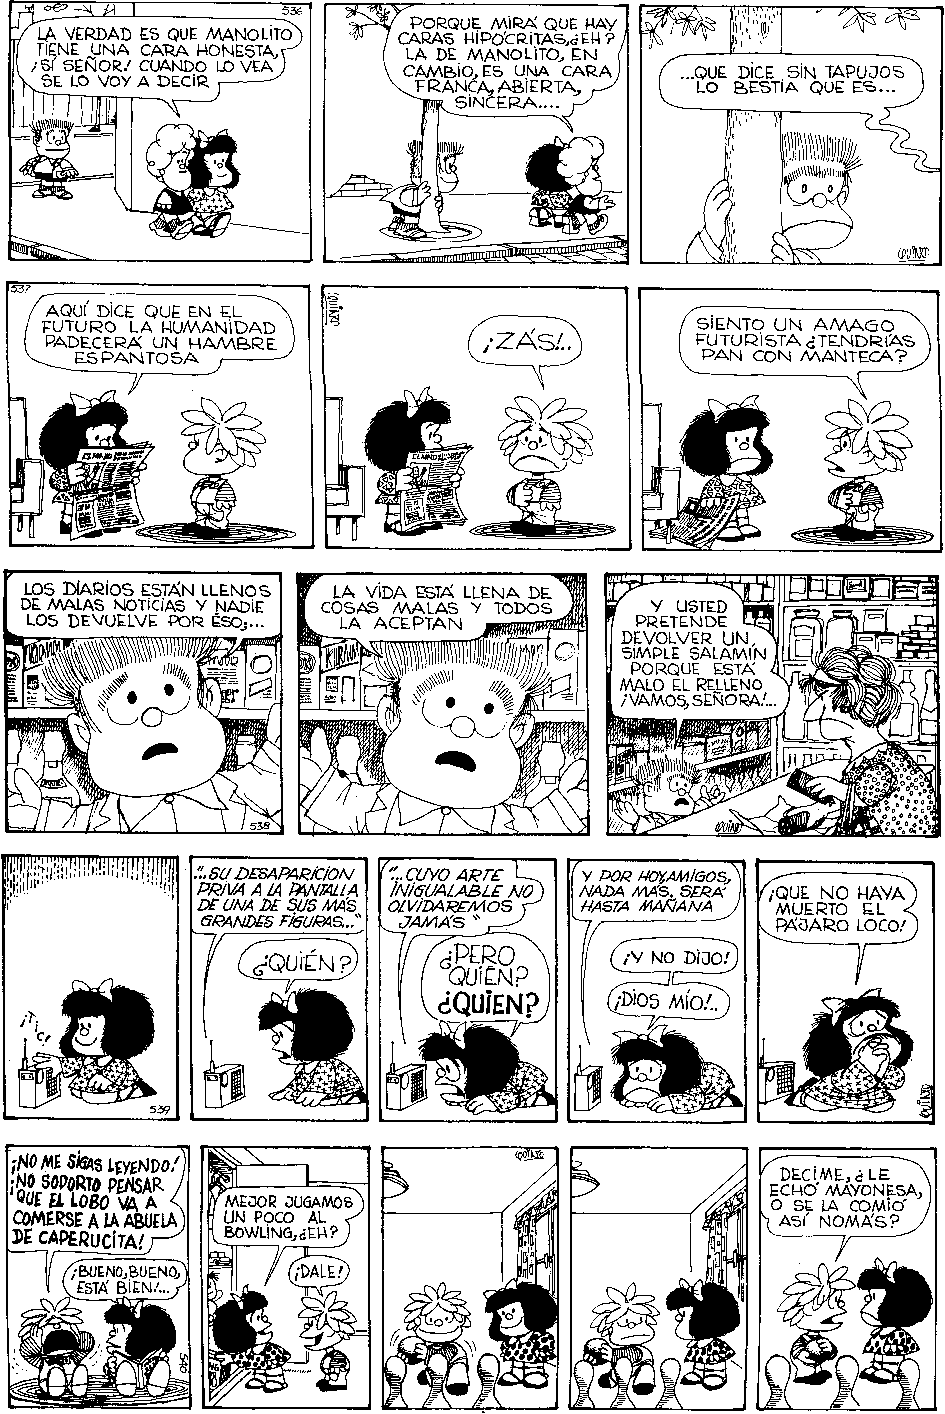 536
LA VERDAD ES QUE MANOLITO
TIENE UNA CARA HONESTA,
¡SÍ SEÑOR! CUANDO LO VEA
SE LO VOY A DECIR
PORQUE MIRÁ QUE HAY
CARAS HIPÓCRITAS, ¿EH?
LA DE MANOLITO, EN
CAMBIO, ES UNA CARA
FRANCA, ABIERTA,
SINCERA....
...QUE DICE SIN TAPUJOS
LO BESTIA QUE ES...
QUINO
537
AQUÍ DICE QUE EN EL
FUTURO LA HUMANIDAD
PADECERÁ UN HAMBRE
ESPANTOSA
QUINO
¡ZÁS!..
SIENTO UN AMAGO
FUTURISTA ¿TENDRÍAS
PAN CON MANTECA?
LOS DIARIOS ESTÁN LLENOS
DE MALAS NOTICIAS Y NADIE
LOS DEVUELVE POR ESO;...
538
LA VIDA ESTÁ LLENA DE
COSAS MALAS Y TODOS
LA ACEPTAN
Y USTED
PRETENDE
DEVOLVER UN
SIMPLE SALAMÍN
PORQUE ESTÁ
MALO EL RELLENO
¡VAMOS, SEÑORA!...
QUINO
¡TIC!
539
"...SU DESAPARICIÓN
PRIVA A LA PANTALLA
DE UNA DE SUS MÁS
GRANDES FIGURAS..."
¿QUIÉN?
"...CUYO ARTE
INIGUALABLE NO
OLVIDAREMOS
JAMÁS"
¿PERO
QUIÉN?
¿QUIÉN?
Y POR HOY, AMIGOS,
NADA MÁS. SERÁ
HASTA MAÑANA
¡Y NO DIJO!
¡DIOS MÍO!..
¡QUE NO HAYA
MUERTO EL
PÁJARO LOCO!
QUINO
¡NO ME SIGAS LEYENDO!
¡NO SOPORTO PENSAR
QUE EL LOBO VA A
COMERSE A LA ABUELA
DE CAPERUCITA!
¡BUENO, BUENO,
ESTÁ BIEN!...
540
MEJOR JUGAMOS
UN POCO AL
BOWLING, ¿EH?
¡DALE!
QUINO
DECIME, ¿LE
ECHÓ MAYONESA,
O SE LA COMIÓ
ASÍ NOMÁS?